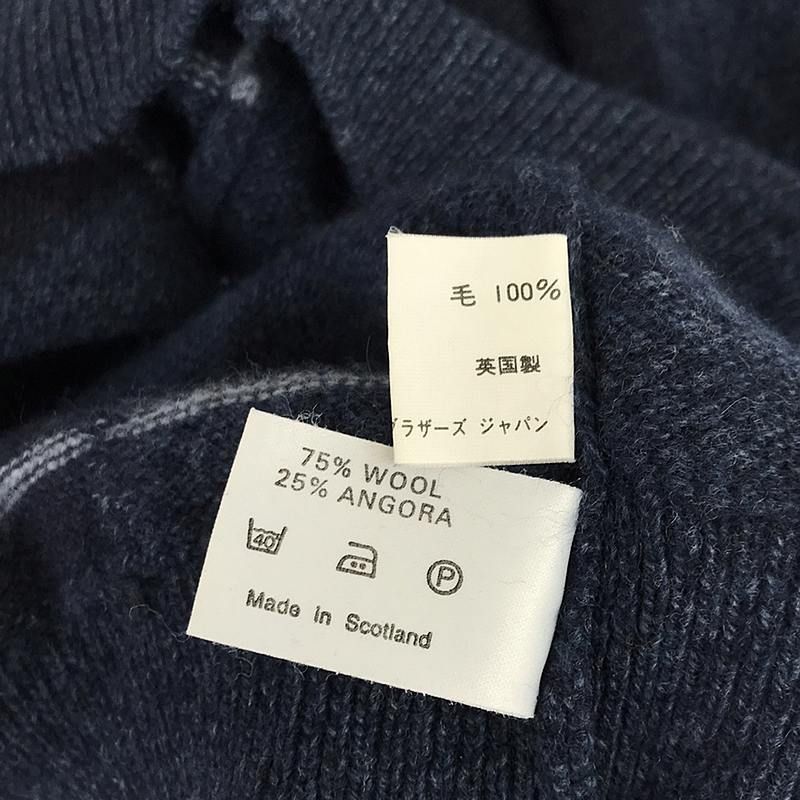 毛 100%
英国製
ブラザーズ ジャパン
75% WOOL
25% ANGORA
40
P
Made in Scotland